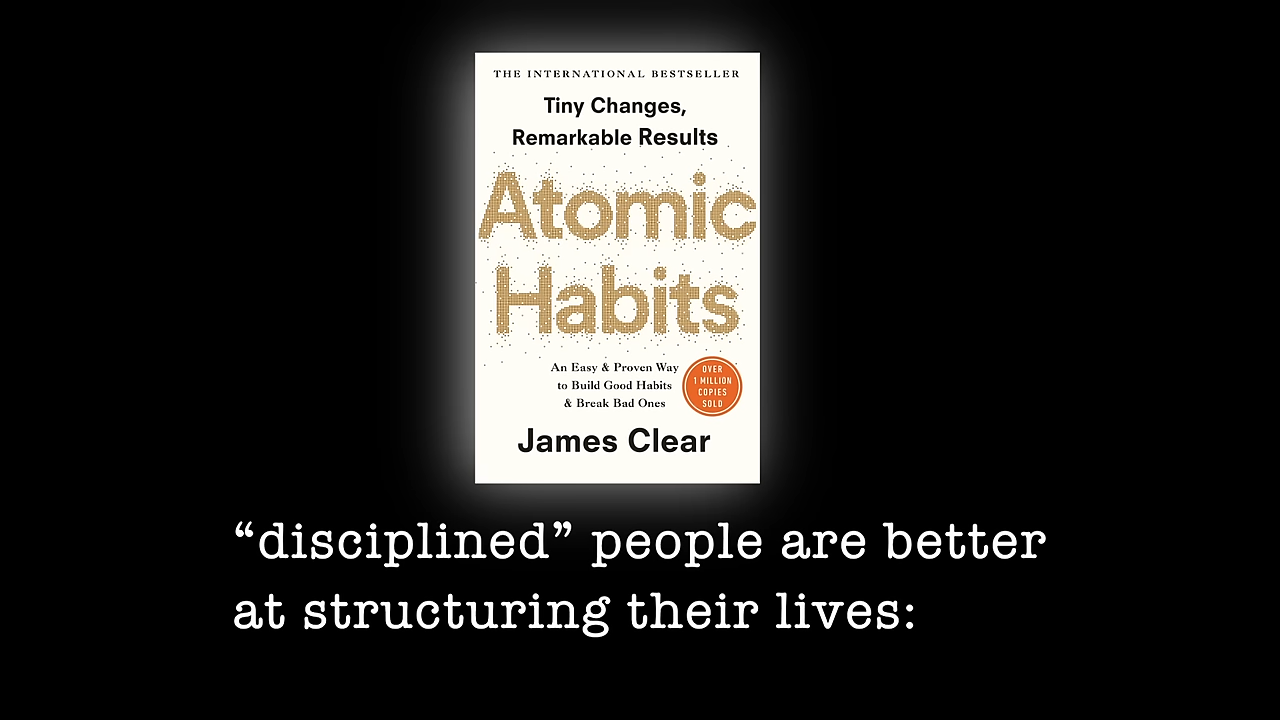 THE INTERNATIONAL BESTSELLER
Tiny Changes,
Remarkable Results
Atomic
Habits
An Easy & Proven Way
to Build Good Habits
& Break Bad Ones
OVER
1 MILLION
COPIES
SOLD
James Clear
“disciplined” people are better
at structuring their lives: